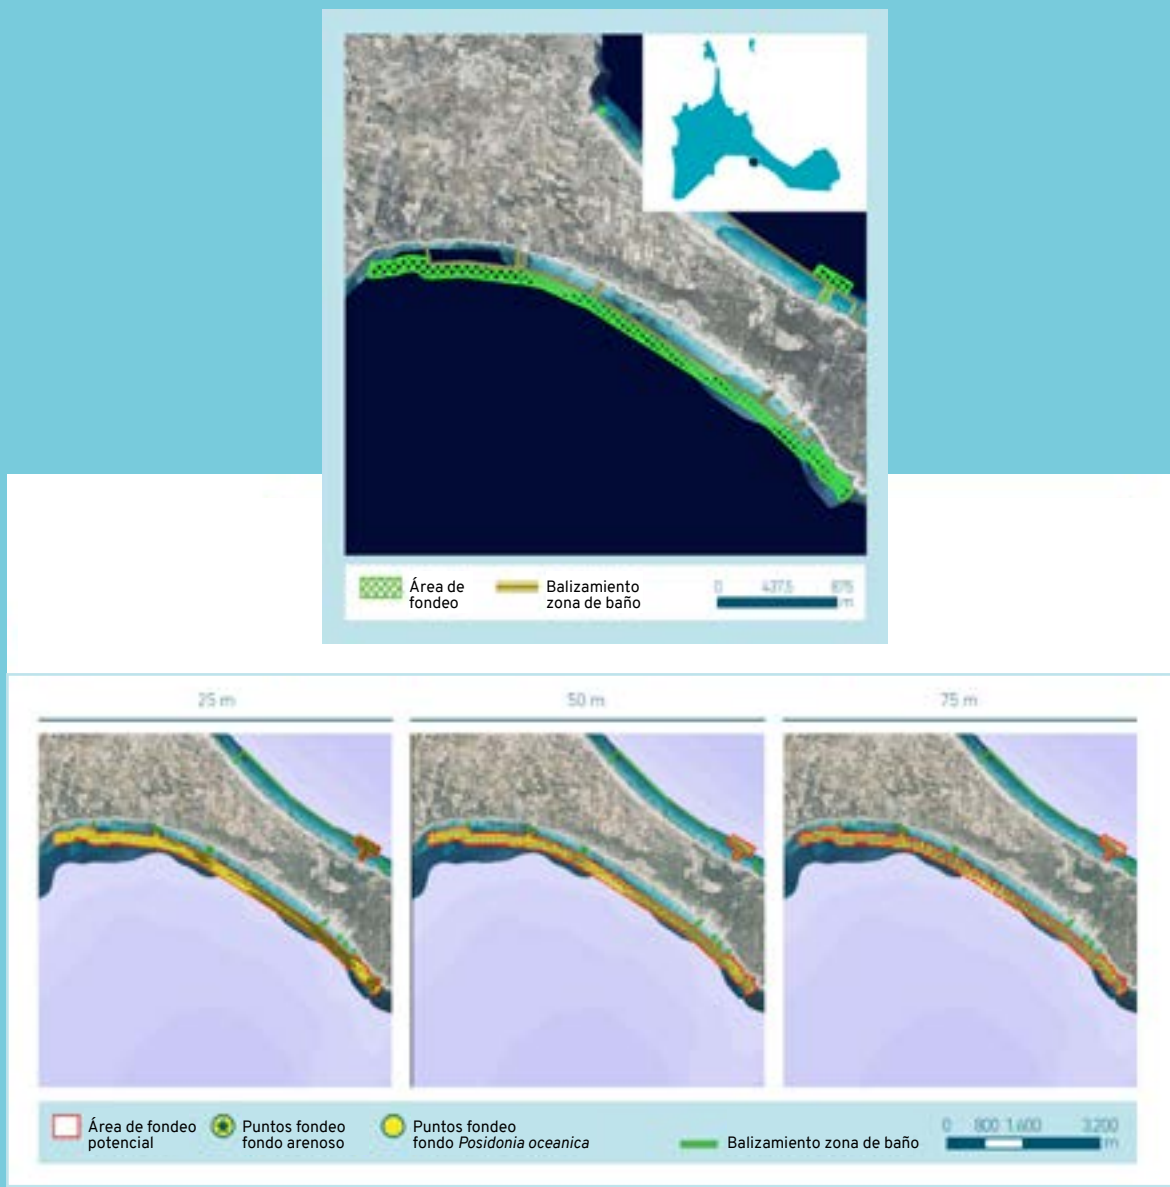 Área de
fondeo
Balizamiento
zona de baño
0 437,5 875
m
25 m
50 m
75 m
Área de fondeo
potencial
Puntos fondeo
fondo arenoso
Puntos fondeo
fondo Posidonia oceanica
Balizamiento zona de baño
0 800 1.600 3.200
m